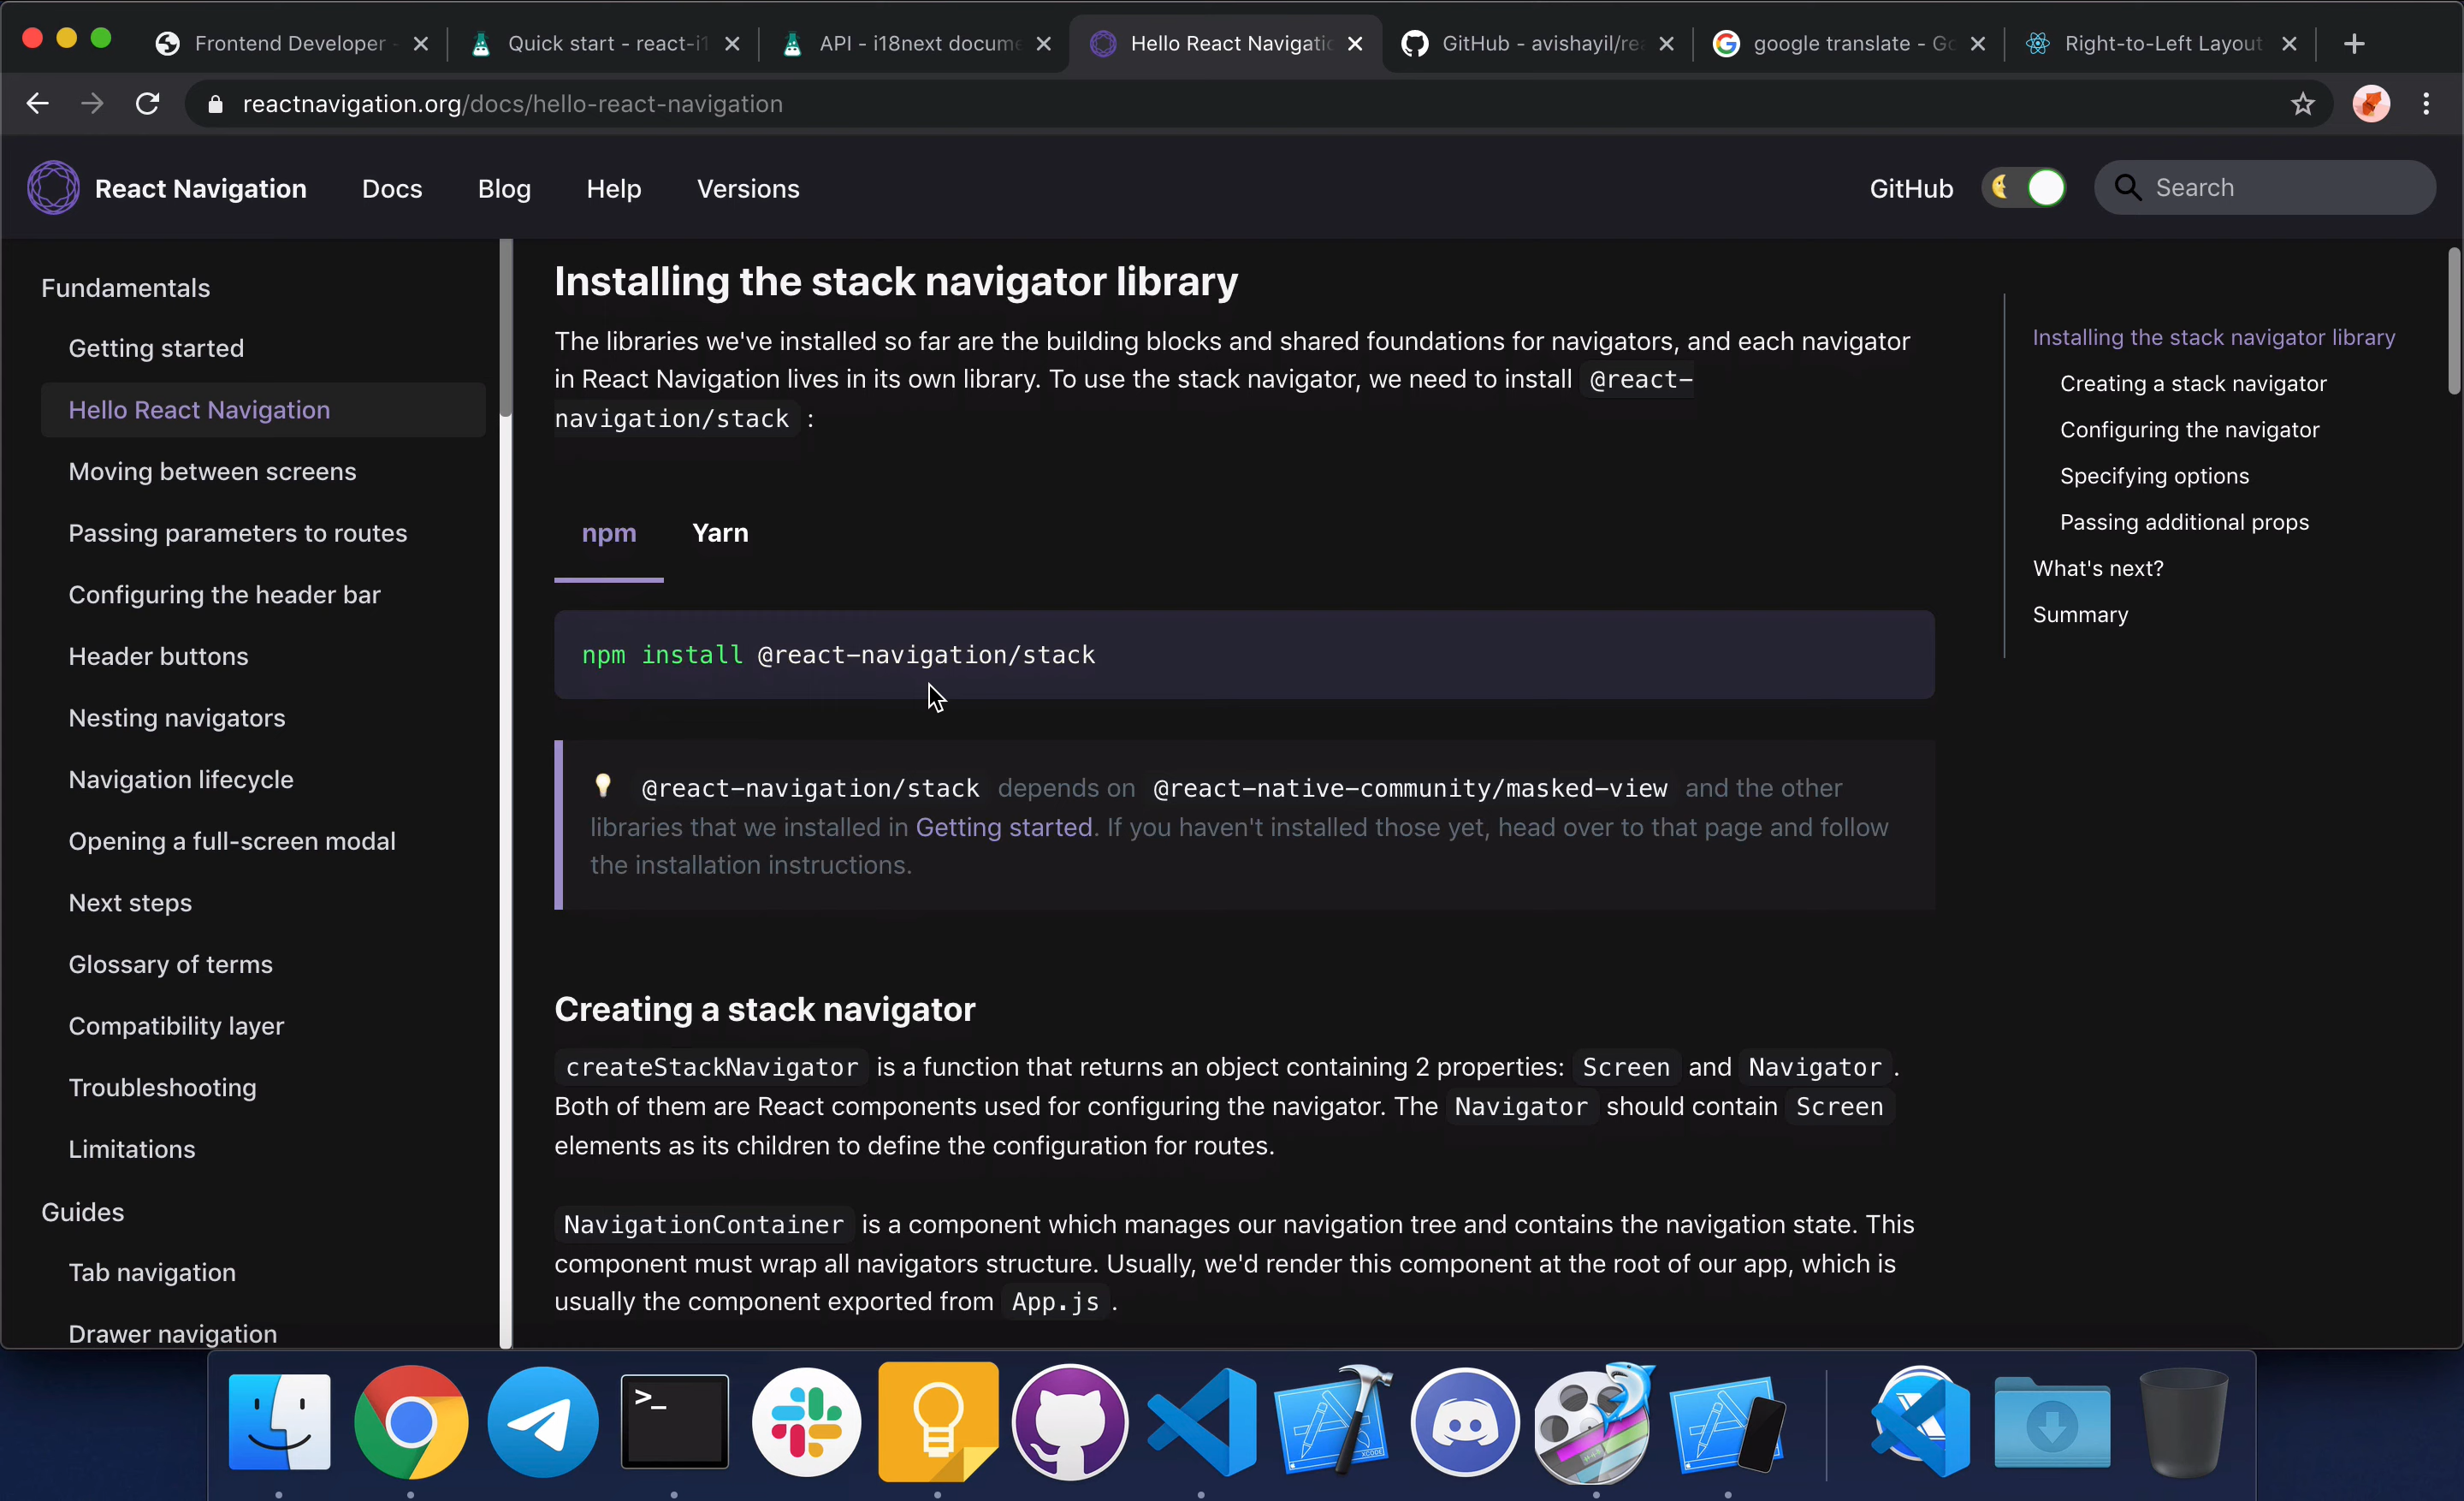 Frontend Developer -
Quick start - react-i1
API - i18next docume
Hello React Navigatio
GitHub - avishayil/rea
google translate - Go
Right-to-Left Layout
reactnavigation.org/docs/hello-react-navigation
React Navigation
Docs
Blog
Help
Versions
GitHub
Search
Fundamentals
Getting started
Hello React Navigation
Moving between screens
Passing parameters to routes
Configuring the header bar
Header buttons
Nesting navigators
Navigation lifecycle
Opening a full-screen modal
Next steps
Glossary of terms
Compatibility layer
Troubleshooting
Limitations
Guides
Tab navigation
Drawer navigation
Installing the stack navigator library
The libraries we've installed so far are the building blocks and shared foundations for navigators, and each navigator
in React Navigation lives in its own library. To use the stack navigator, we need to install @react-
navigation/stack :
npm
Yarn
npm install @react-navigation/stack
💡 @react-navigation/stack depends on @react-native-community/masked-view and the other
libraries that we installed in Getting started. If you haven't installed those yet, head over to that page and follow
the installation instructions.
Creating a stack navigator
createStackNavigator is a function that returns an object containing 2 properties: Screen and Navigator .
Both of them are React components used for configuring the navigator. The Navigator should contain Screen
elements as its children to define the configuration for routes.
NavigationContainer is a component which manages our navigation tree and contains the navigation state. This
component must wrap all navigators structure. Usually, we'd render this component at the root of our app, which is
usually the component exported from App.js .
Installing the stack navigator library
Creating a stack navigator
Configuring the navigator
Specifying options
Passing additional props
What's next?
Summary
>_